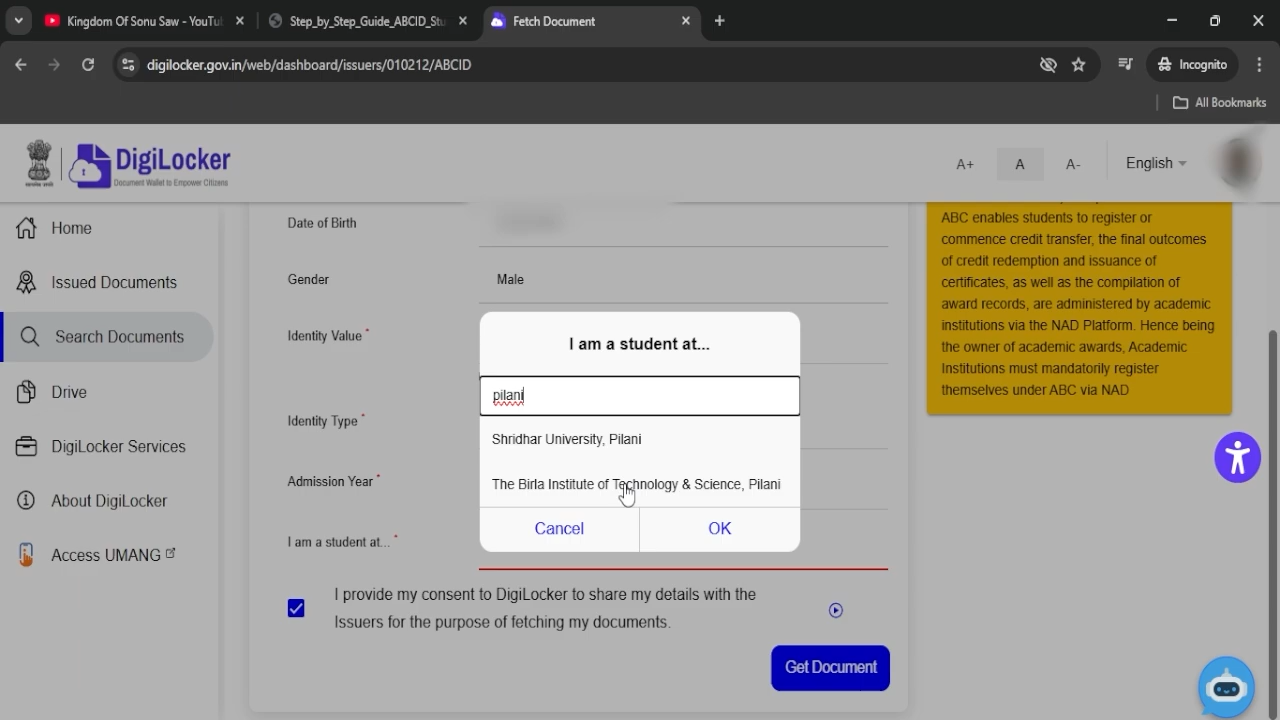 Kingdom Of Sonu Saw - YouTu
Step_by_Step_Guide_ABCID_Stu
Fetch Document
digilocker.gov.in/web/dashboard/issuers/010212/ABCID
Incognito
All Bookmarks
DigiLocker
Document Wallet to Empower Citizens
A+
A
A-
English
Home
Issued Documents
Search Documents
Drive
DigiLocker Services
About DigiLocker
Access UMANG
Date of Birth
Gender
Male
Identity Value *
Identity Type *
Admission Year *
I am a student at... *
I am a student at...
pilani
Shridhar University, Pilani
The Birla Institute of Technology & Science, Pilani
Cancel
OK
I provide my consent to DigiLocker to share my details with the
Issuers for the purpose of fetching my documents.
Get Document
ABC enables students to register or
commence credit transfer, the final outcomes
of credit redemption and issuance of
certificates, as well as the compilation of
award records, are administered by academic
institutions via the NAD Platform. Hence being
the owner of academic awards, Academic
Institutions must mandatorily register
themselves under ABC via NAD